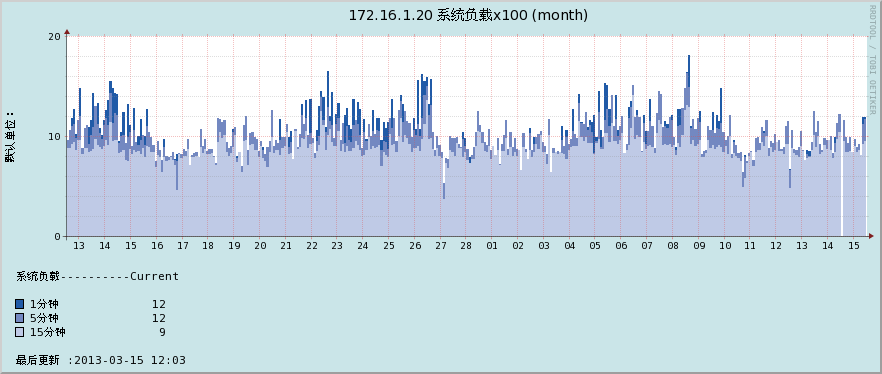 172.16.1.20 系统负载x100 (month)
RRDTOOL / TOBI OETIKER
默认单位：
20
10
0
13 14 15 16 17 18 19 20 21 22 23 24 25 26 27 28 01 02 03 04 05 06 07 08 09 10 11 12 13 14 15
系统负载----------Current
1分钟 12
5分钟 12
15分钟 9
最后更新 :2013-03-15 12:03